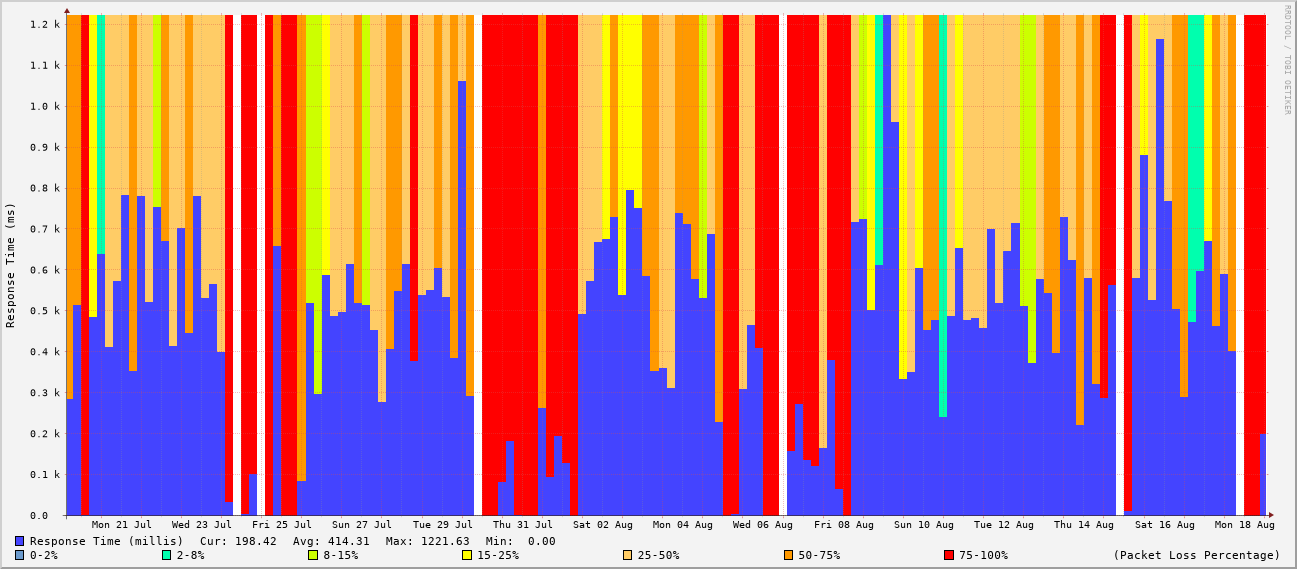 1.2 k
1.1 k
1.0 k
0.9 k
0.8 k
0.7 k
0.6 k
0.5 k
0.4 k
0.3 k
0.2 k
0.1 k
0.0
Response Time (ms)
RRDTOOL / TOBI OETIKER
Mon 21 Jul Wed 23 Jul Fri 25 Jul Sun 27 Jul Tue 29 Jul Thu 31 Jul Sat 02 Aug Mon 04 Aug Wed 06 Aug Fri 08 Aug Sun 10 Aug Tue 12 Aug Thu 14 Aug Sat 16 Aug Mon 18 Aug
Response Time (millis) Cur: 198.42 Avg: 414.31 Max: 1221.63 Min: 0.00
0-2% 2-8% 8-15% 15-25% 25-50% 50-75% 75-100% (Packet Loss Percentage)